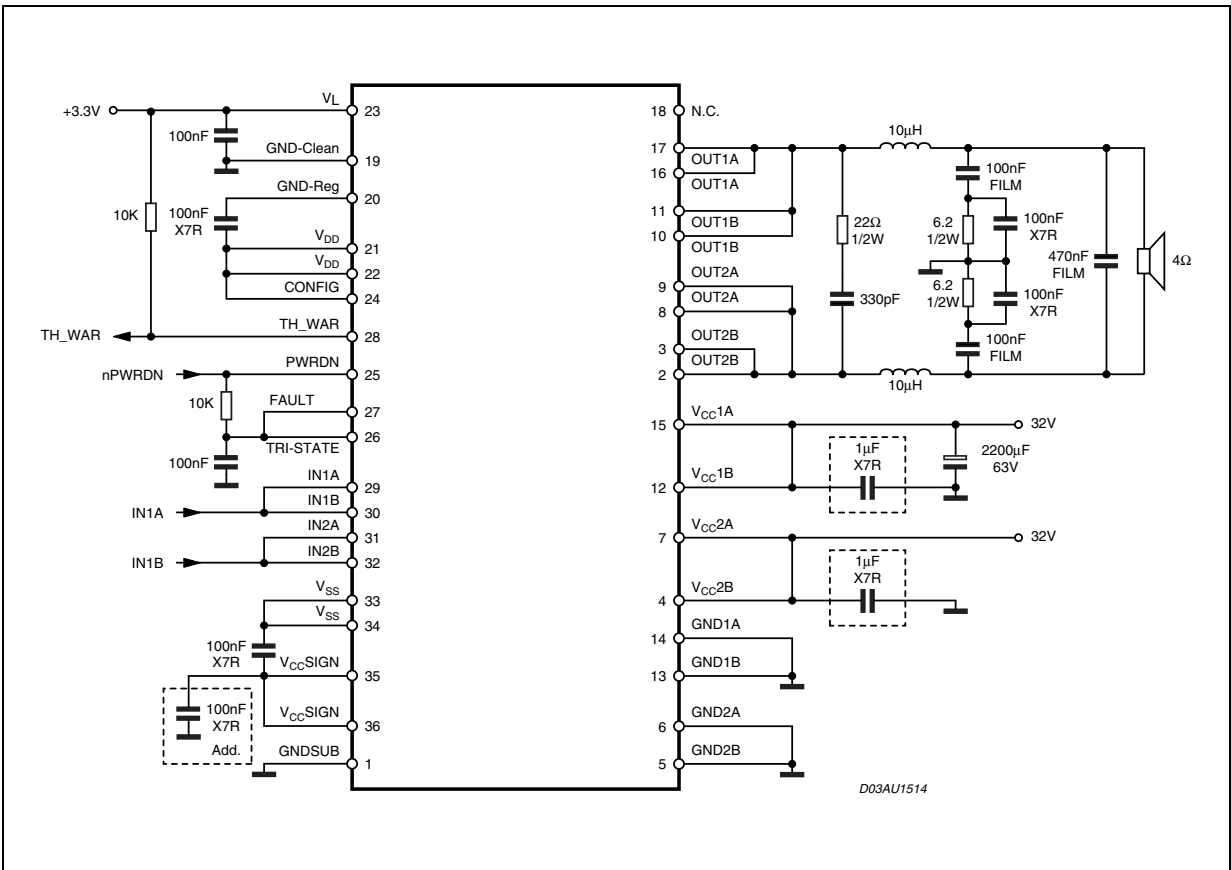 +3.3V
VL
23
100nF
GND-Clean
19
GND-Reg
20
10K
100nF
X7R
VDD
21
VDD
22
CONFIG
24
TH_WAR
TH_WAR
28
nPWRDN
PWRDN
25
10K
FAULT
27
TRI-STATE
26
100nF
IN1A
IN1A
29
IN1B
30
IN1B
IN2A
31
IN2B
32
VSS
33
VSS
34
100nF
X7R
VCCSIGN
35
100nF
X7R
Add.
VCCSIGN
36
GNDSUB
1
18
N.C.
17
OUT1A
16
OUT1A
11
OUT1B
10
OUT1B
OUT2A
9
OUT2A
8
OUT2B
3
OUT2B
2
10μH
22Ω
1/2W
330pF
10μH
100nF
FILM
6.2
1/2W
100nF
X7R
6.2
1/2W
100nF
X7R
100nF
FILM
470nF
FILM
4Ω
15
VCC1A
32V
1μF
X7R
2200μF
63V
12
VCC1B
7
VCC2A
32V
1μF
X7R
4
VCC2B
14
GND1A
13
GND1B
6
GND2A
5
GND2B
D03AU1514